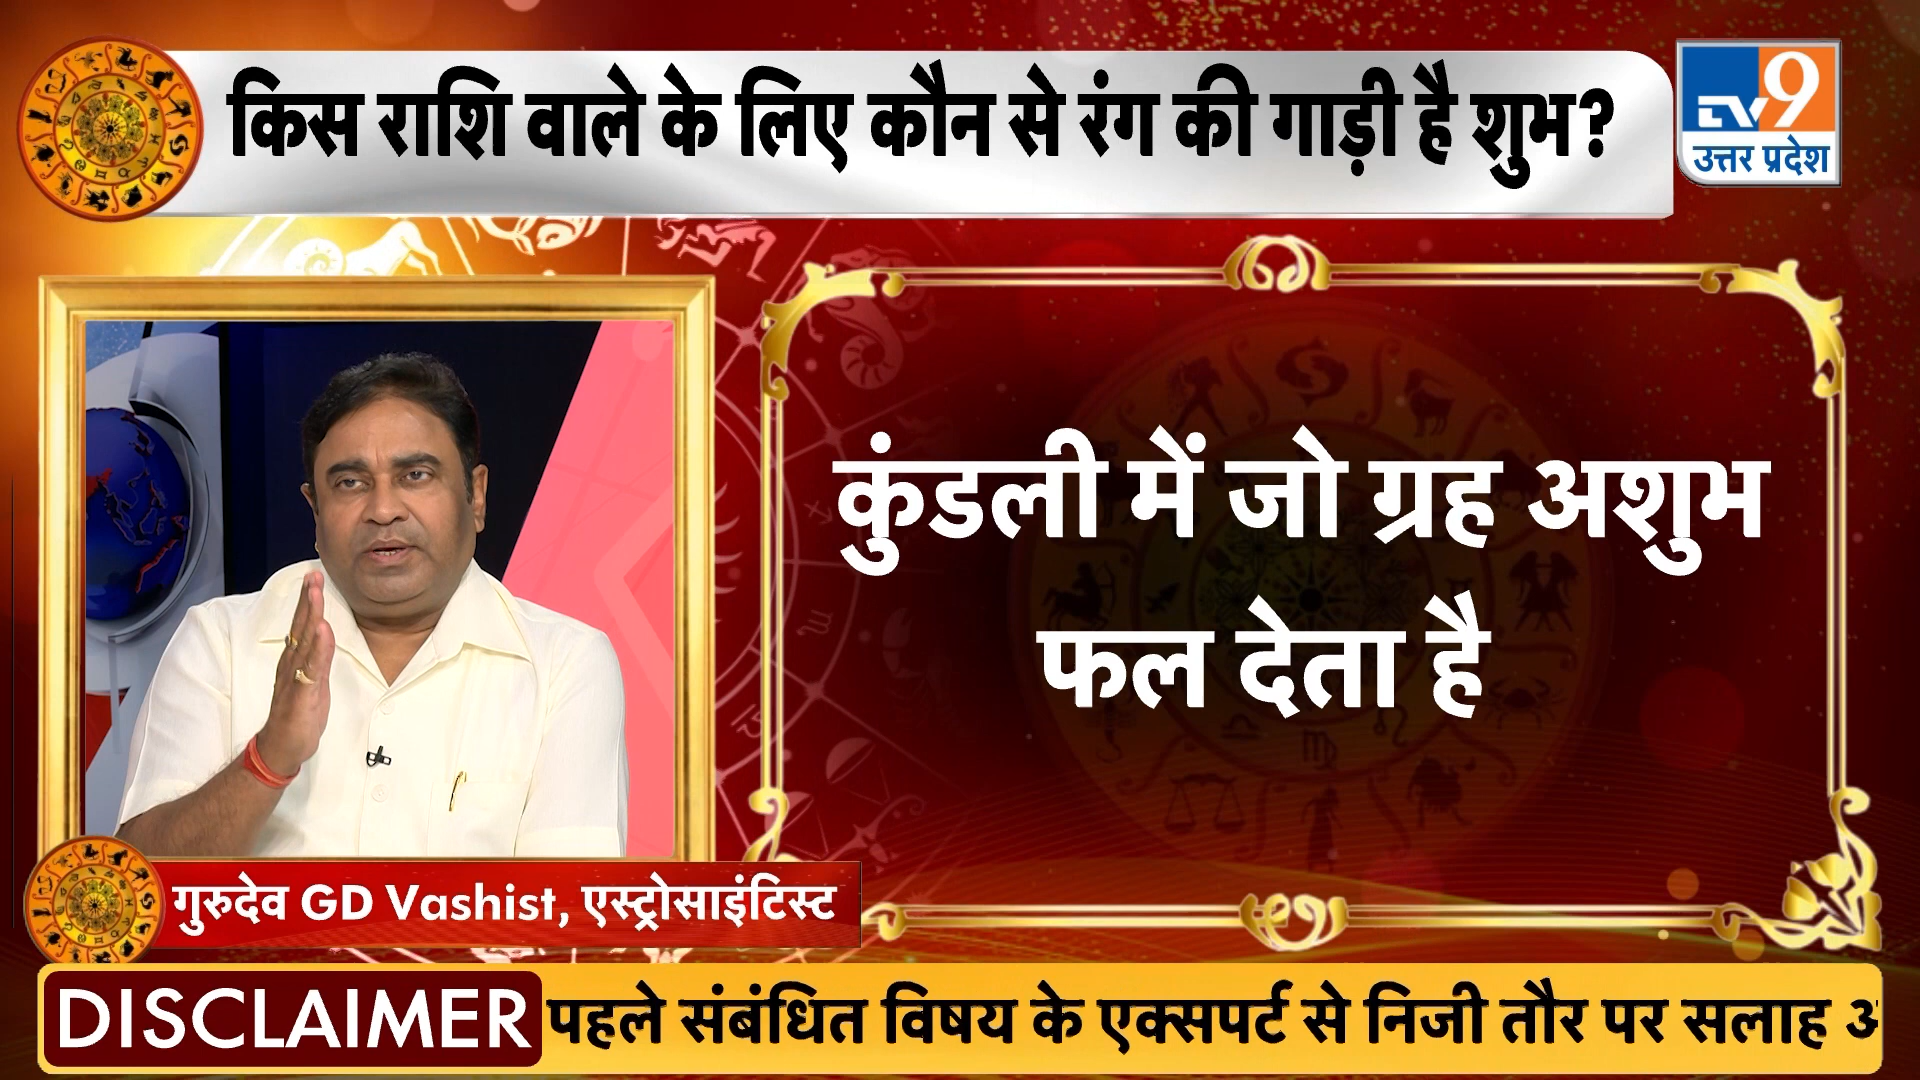 किस राशि वाले के लिए कौन से रंग की गाड़ी है शुभ?
TV9
उत्तर प्रदेश
कुंडली में जो ग्रह अशुभ
फल देता है
गुरुदेव GD Vashist, एस्ट्रोसाइंटिस्ट
DISCLAIMER पहले संबंधित विषय के एक्सपर्ट से निजी तौर पर सलाह